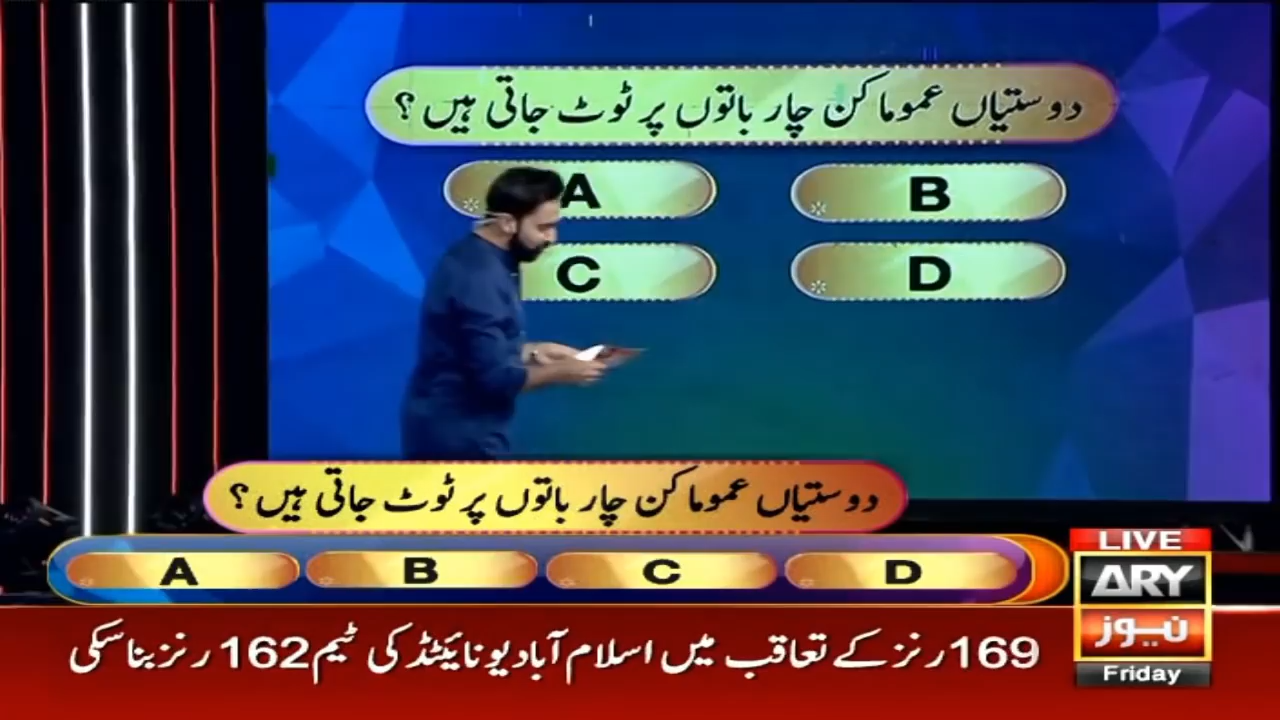 دوستیاں عموما کن چار باتوں پر ٹوٹ جاتی ہیں ؟
A
B
C
D
دوستیاں عموما کن چار باتوں پر ٹوٹ جاتی ہیں ؟
A
B
C
D
LIVE
ARY
نیوز
Friday
169 رنز کے تعاقب میں اسلام آباد یونائیٹڈ کی ٹیم 162 رنز بنا سکی